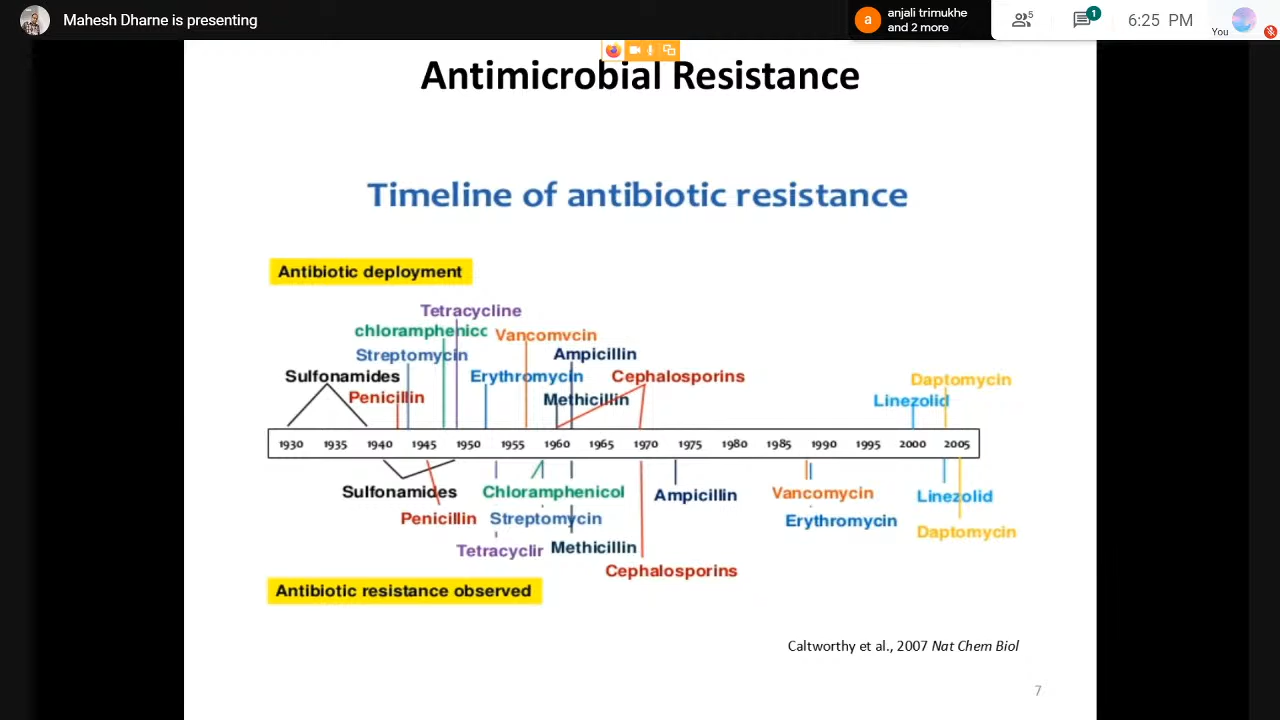 Mahesh Dharne is presenting
a
anjali trimukhe
and 2 more
5
1
6:25 PM
You
Antimicrobial Resistance
Timeline of antibiotic resistance
Antibiotic deployment
Tetracycline
chloramphenicc
Vancomycin
Streptomycin
Ampicillin
Sulfonamides
Erythromycin
Cephalosporins
Daptomycin
Penicillin
Methicillin
Linezolid
1930 1935 1940 1945 1950 1955 1960 1965 1970 1975 1980 1985 1990 1995 2000 2005
Sulfonamides
Chloramphenicol
Ampicillin
Vancomycin
Linezolid
Penicillin
Streptomycin
Erythromycin
Daptomycin
Tetracyclir
Methicillin
Cephalosporins
Antibiotic resistance observed
Caltworthy et al., 2007 Nat Chem Biol
7